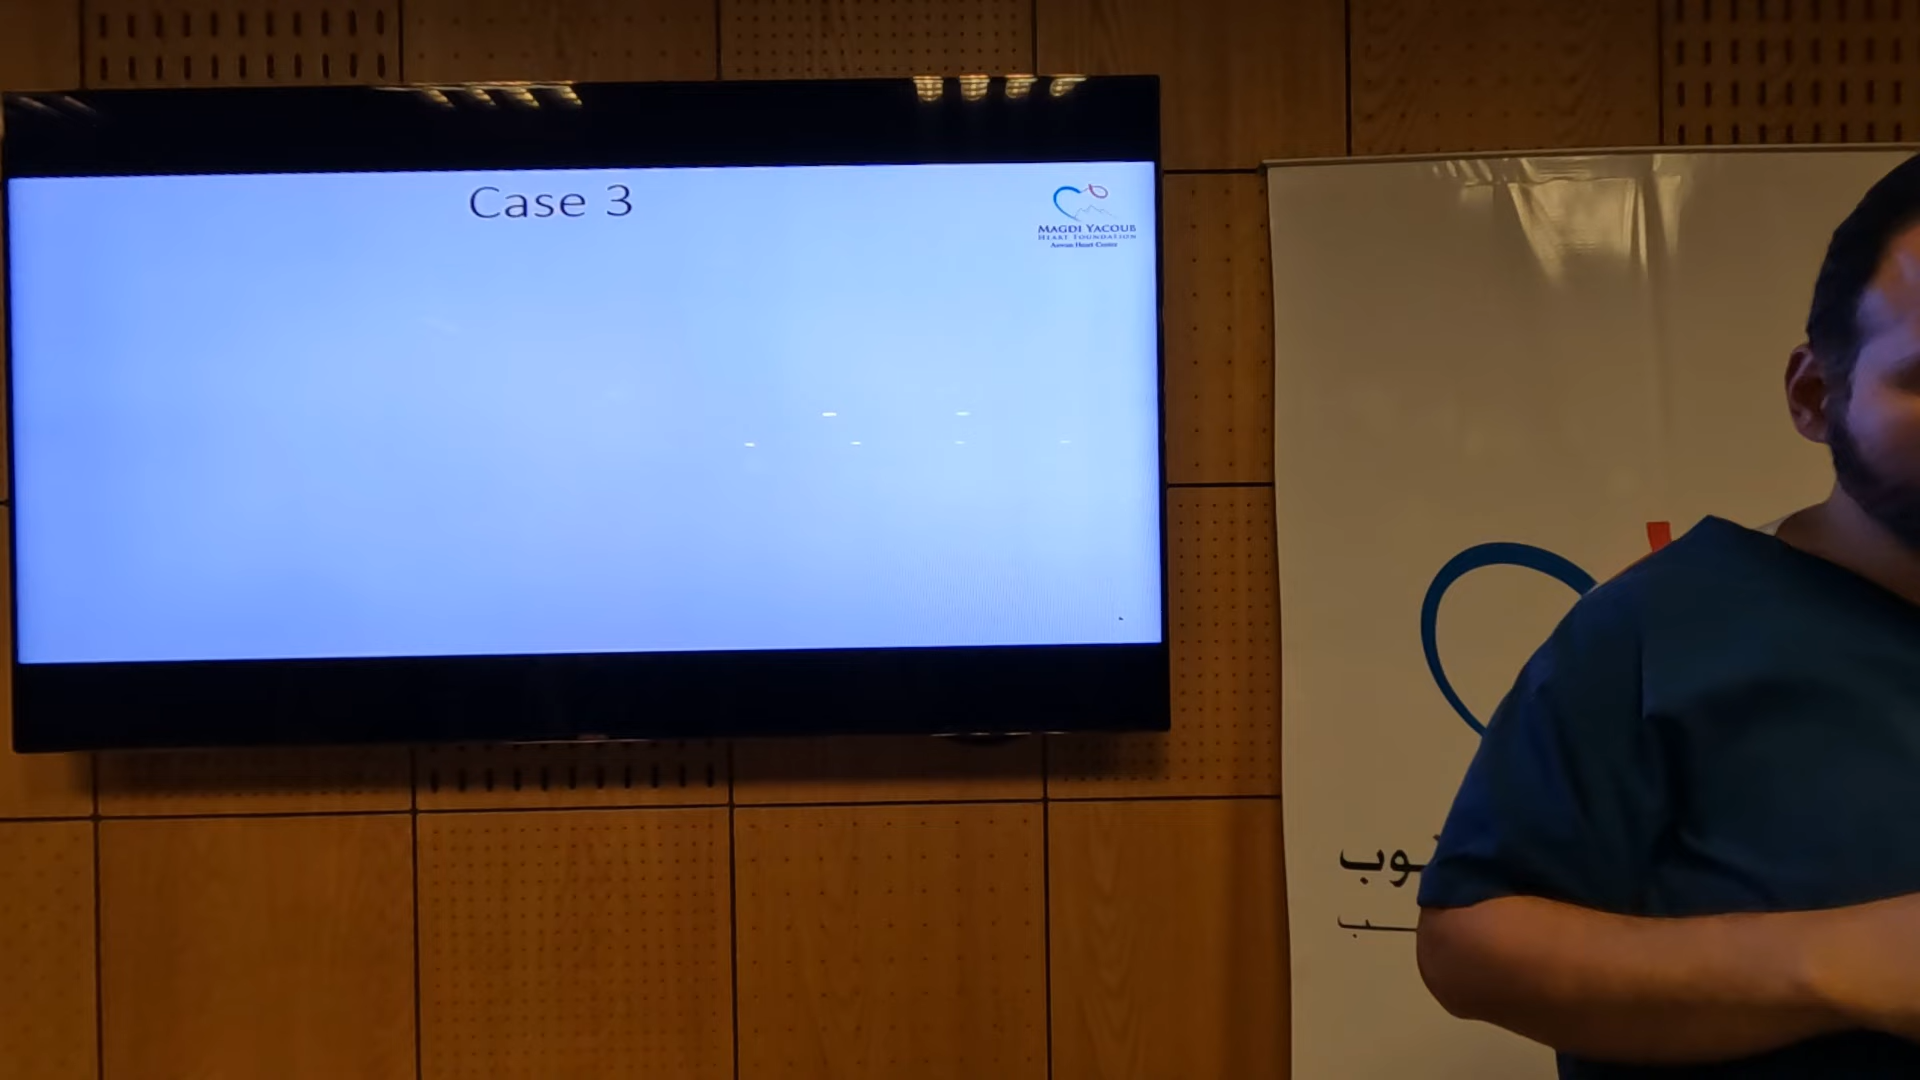 Case 3
MAGDI YACOUB
HEART FOUNDATION
Aswan Heart Center